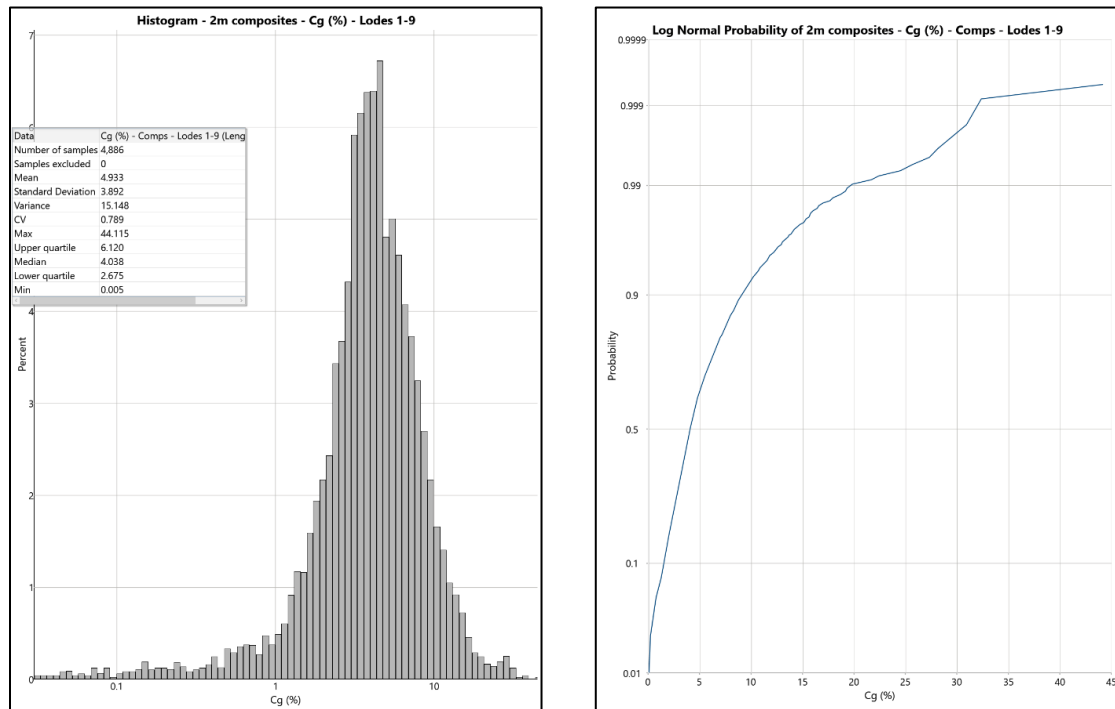 Histogram - 2m composites - Cg (%) - Lodes 1-9
7
6
Data Cg (%) - Comps - Lodes 1-9 (Leng
Number of samples 4,886
Samples excluded 0
Mean 4.933
Standard Deviation 3.892
Variance 15.148
CV 0.789
Max 44.115
Upper quartile 6.120
Median 4.038
Lower quartile 2.675
Min 0.005
4
3
2
1
0
Percent
0.1 1 10
Cg (%)
Log Normal Probability of 2m composites - Cg (%) - Comps - Lodes 1-9
0.9999
0.999
0.99
0.9
0.5
0.1
0.01
Probability
0 5 10 15 20 25 30 35 40 45
Cg (%)